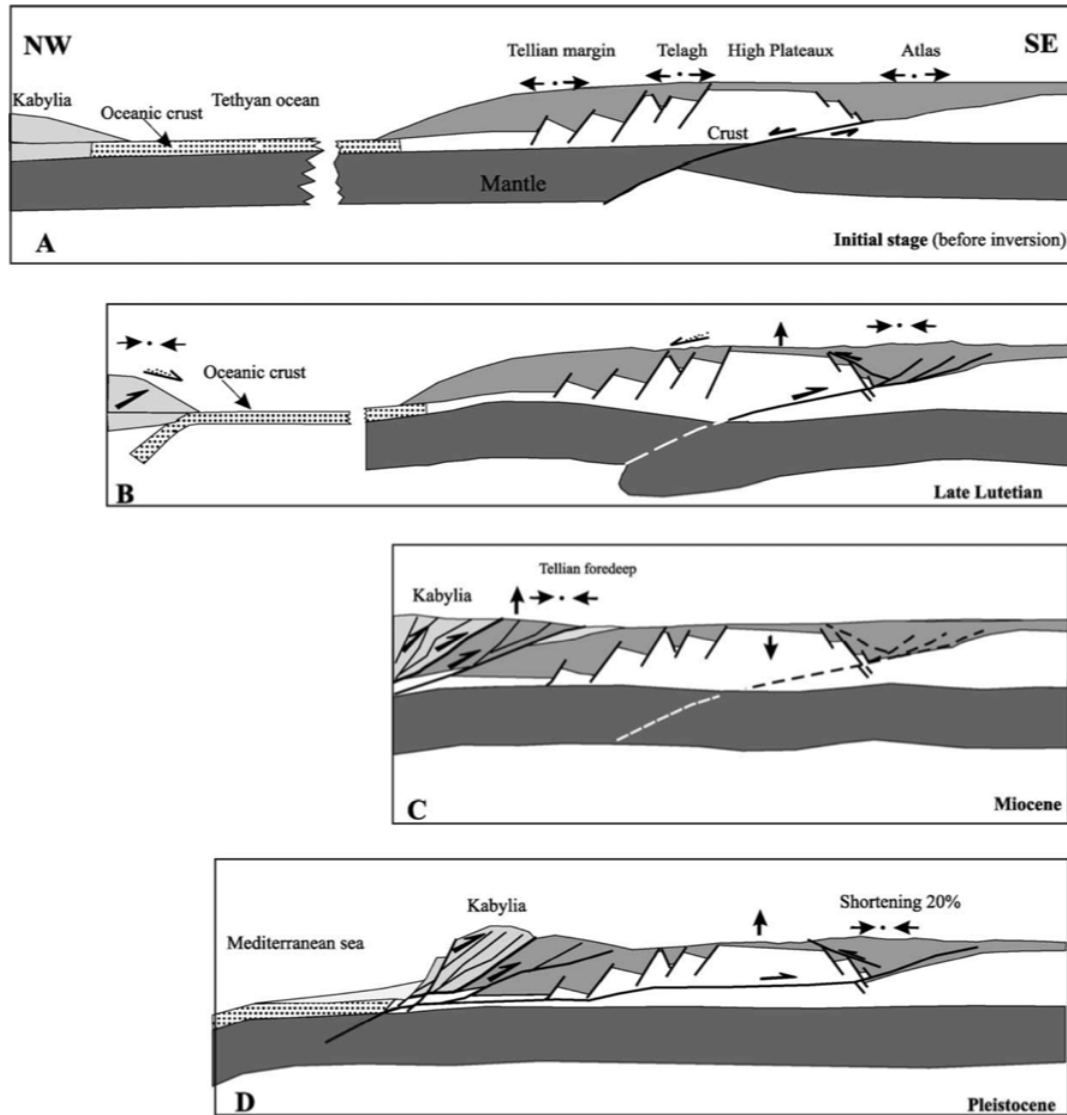 NW
SE
Tellian margin
Telagh
High Plateaux
Atlas
Kabylia
Oceanic crust
Tethyan ocean
Crust
Mantle
A
Initial stage (before inversion)
Oceanic crust
B
Late Lutetian
Kabylia
Tellian foredeep
C
Miocene
Kabylia
Shortening 20%
Mediterranean sea
D
Pleistocene